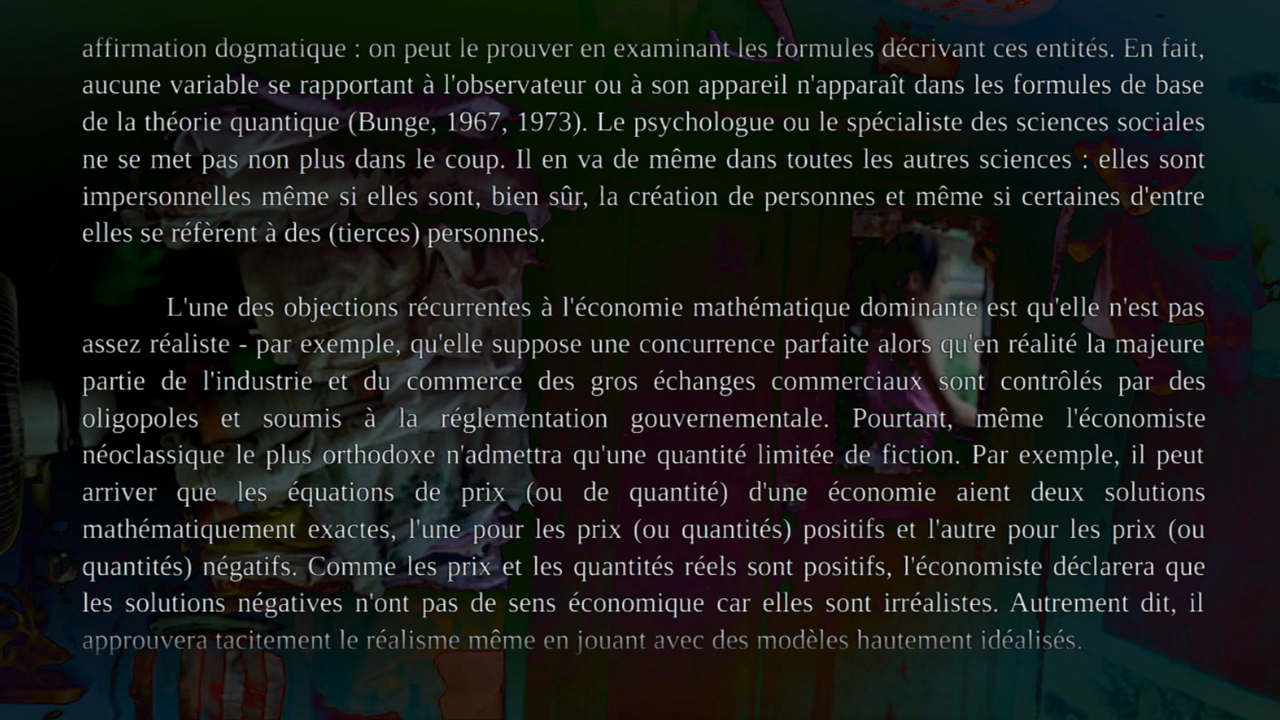 affirmation dogmatique : on peut le prouver en examinant les formules décrivant ces entités. En fait,
aucune variable se rapportant à l'observateur ou à son appareil n'apparaît dans les formules de base
de la théorie quantique (Bunge, 1967, 1973). Le psychologue ou le spécialiste des sciences sociales
ne se met pas non plus dans le coup. Il en va de même dans toutes les autres sciences : elles sont
impersonnelles même si elles sont, bien sûr, la création de personnes et même si certaines d'entre
elles se réfèrent à des (tierces) personnes.
L'une des objections récurrentes à l'économie mathématique dominante est qu'elle n'est pas
assez réaliste - par exemple, qu'elle suppose une concurrence parfaite alors qu'en réalité la majeure
partie de l'industrie et du commerce des gros échanges commerciaux sont contrôlés par des
oligopoles et soumis à la réglementation gouvernementale. Pourtant, même l'économiste
néoclassique le plus orthodoxe n'admettra qu'une quantité limitée de fiction. Par exemple, il peut
arriver que les équations de prix (ou de quantité) d'une économie aient deux solutions
mathématiquement exactes, l'une pour les prix (ou quantités) positifs et l'autre pour les prix (ou
quantités) négatifs. Comme les prix et les quantités réels sont positifs, l'économiste déclarera que
les solutions négatives n'ont pas de sens économique car elles sont irréalistes. Autrement dit, il
approuvera tacitement le réalisme même en jouant avec des modèles hautement idéalisés.